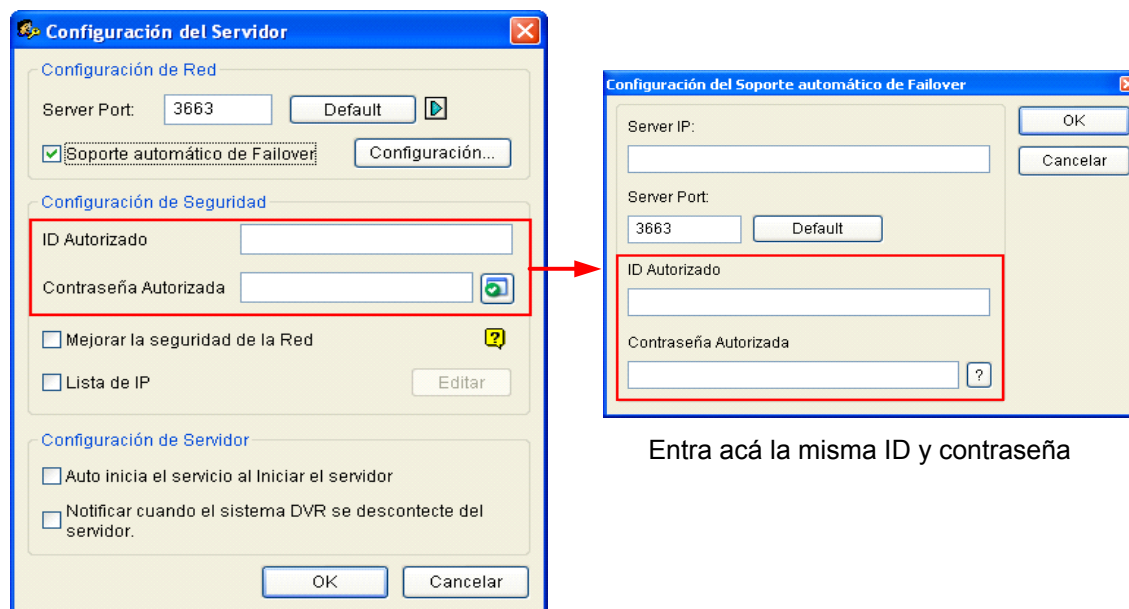 Configuración del Servidor
Configuración de Red
Server Port: 3663 Default
Soporte automático de Failover Configuración...
Configuración de Seguridad
ID Autorizado
Contraseña Autorizada
Mejorar la seguridad de la Red ?
Lista de IP Editar
Configuración de Servidor
Auto inicia el servicio al Iniciar el servidor
Notificar cuando el sistema DVR se descontecte del
servidor.
OK Cancelar
Configuración del Soporte automático de Failover
Server IP: OK
Cancelar
Server Port:
3663 Default
ID Autorizado
Contraseña Autorizada
?
Entra acá la misma ID y contraseña